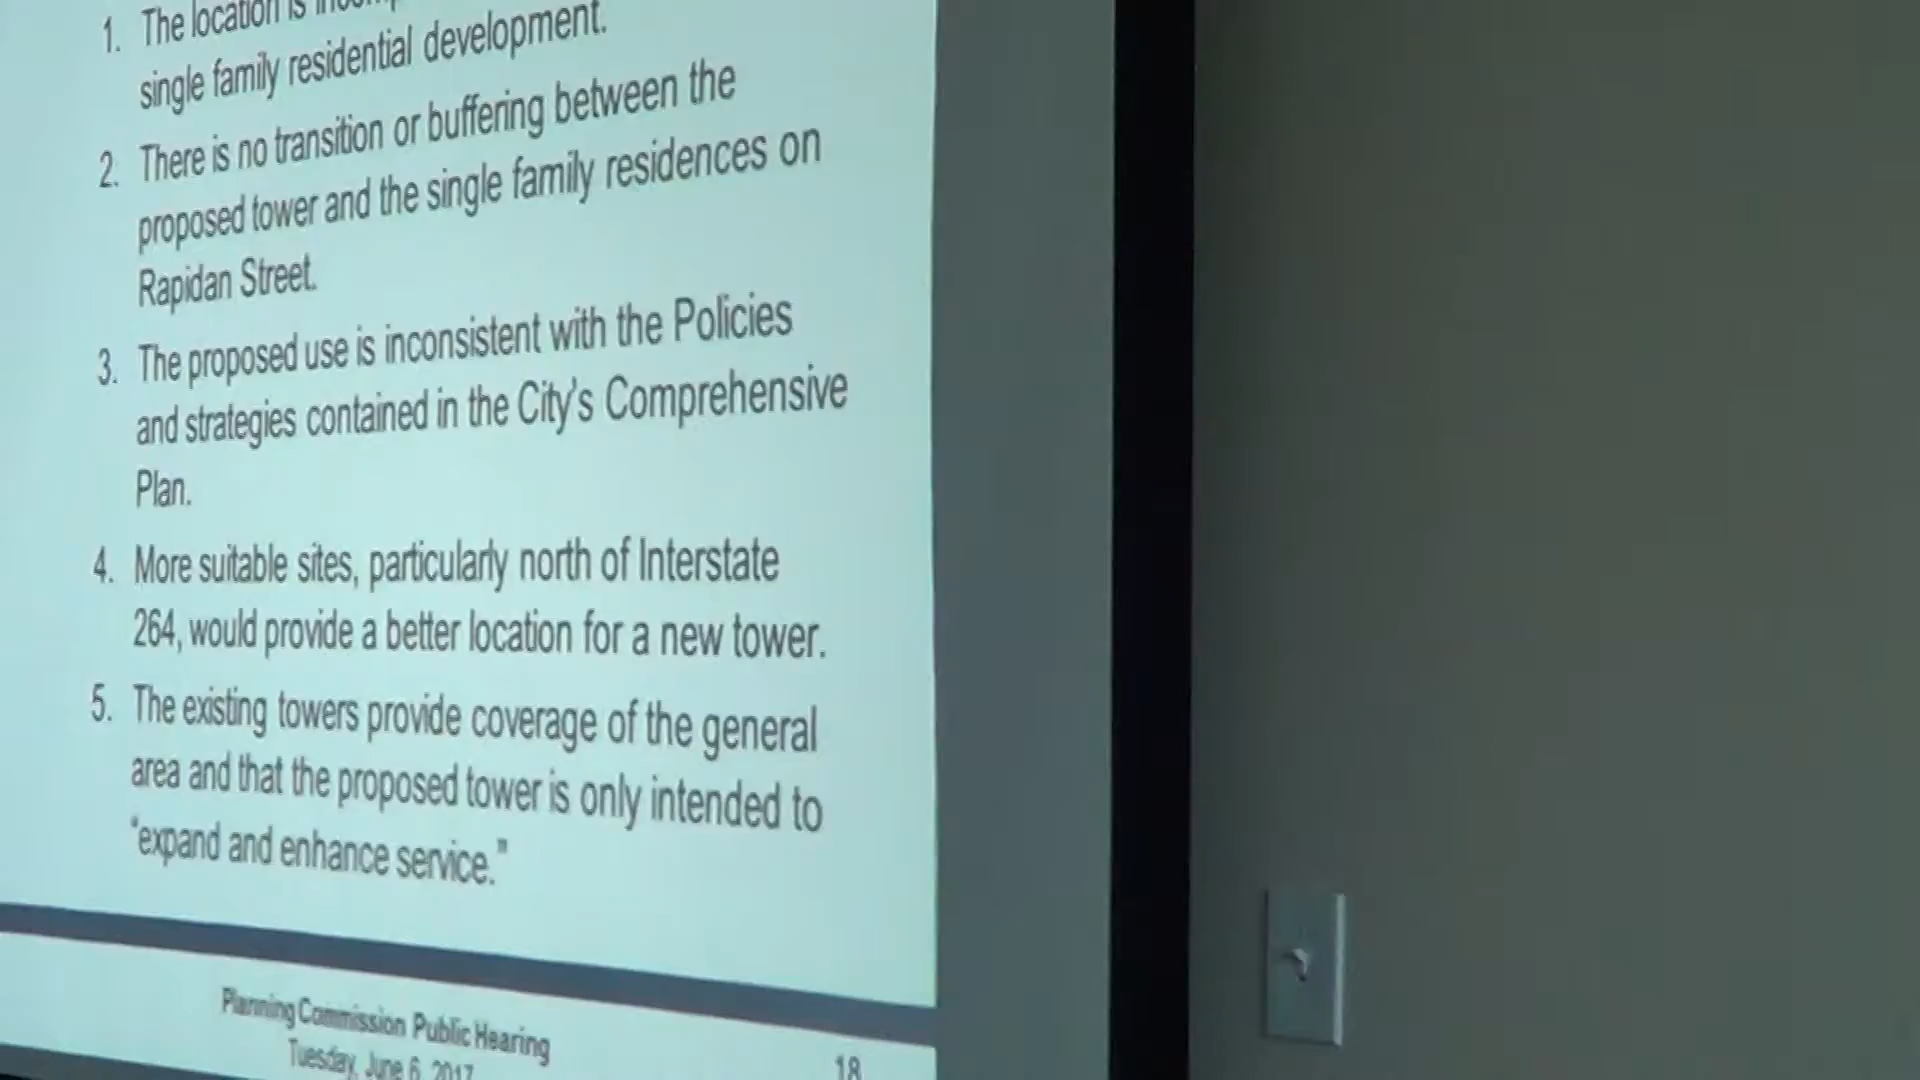 1. The location is
single family residential development.
2. There is no transition or buffering between the
proposed tower and the single family residences on
Rapidan Street.
3. The proposed use is inconsistent with the Policies
and strategies contained in the City's Comprehensive
Plan.
4. More suitable sites, particularly north of Interstate
264, would provide a better location for a new tower.
5. The existing towers provide coverage of the general
area and that the proposed tower is only intended to
"expand and enhance service."
Planning Commission Public Hearing
Tuesday, June 6, 2017
18